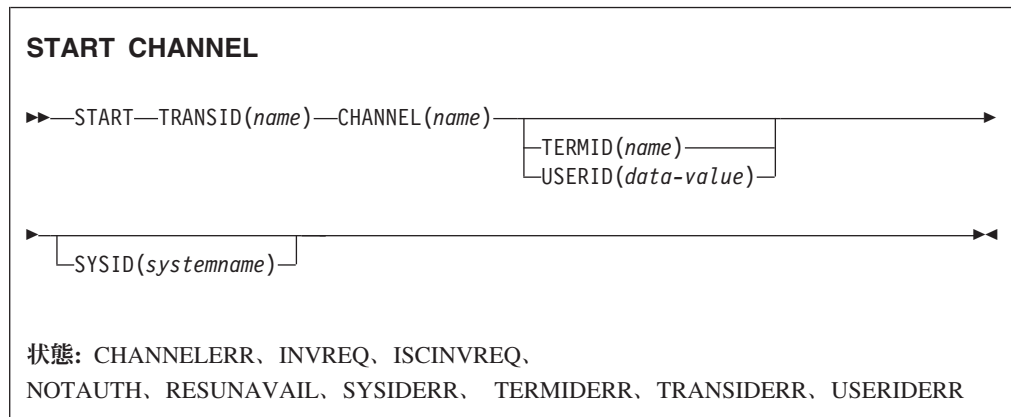 START CHANNEL
START TRANSID(name) CHANNEL(name)
TERMID(name)
USERID(data-value)
SYSID(systemname)
状態: CHANNELERR、INVREQ、ISCINVREQ、
NOTAUTH、RESUNAVAIL、SYSIDERR、 TERMIDERR、TRANSIDERR、USERIDERR